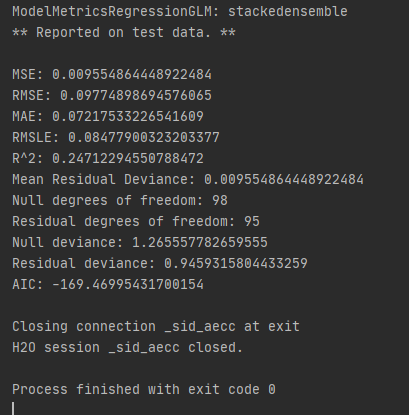 ModelMetricsRegressionGLM: stackedensemble
** Reported on test data. **
MSE: 0.009554864448922484
RMSE: 0.09774898694576065
MAE: 0.07217533226541609
RMSLE: 0.08477900323203377
R^2: 0.24712294550788472
Mean Residual Deviance: 0.009554864448922484
Null degrees of freedom: 98
Residual degrees of freedom: 95
Null deviance: 1.265557782659555
Residual deviance: 0.9459315804433259
AIC: -169.46995431700154
Closing connection _sid_aecc at exit
H2O session _sid_aecc closed.
Process finished with exit code 0